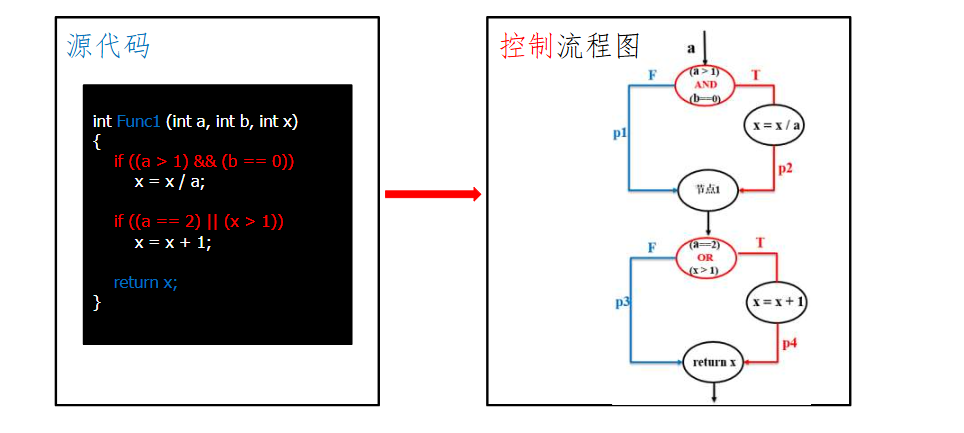 源代码
int Func1 (int a, int b, int x)
{
if ((a > 1) && (b == 0))
x = x / a;
if ((a == 2) || (x > 1))
x = x + 1;
return x;
}
控制流程图
a
F
(a > 1)
AND
(b==0)
T
p1
x = x / a
p2
节点1
F
(a==2)
OR
(x > 1)
T
p3
x = x + 1
p4
return x